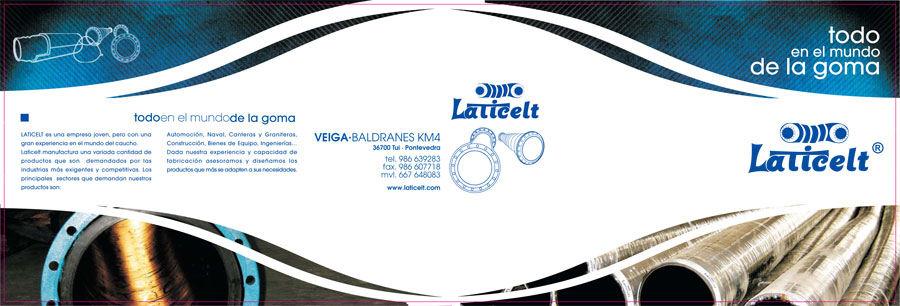 todoen el mundode la goma
LATICELT es una empresa joven, pero con una
gran experiencia en el mundo del caucho.
Laticelt manufactura una variada cantidad de
productos que son demandados por las
industrias más exigentes y competitivas. Los
principales sectores que demandan nuestros
productos son:
Automoción, Naval, Canteras y Graniteras,
Construcción, Bienes de Equipo, Ingenierías...
Dada nuestra experiencia y capacidad de
fabricación asesoramos y diseñamos los
productos que más se adapten a sus necesidades.
Laticelt
VEIGA-BALDRANES KM4
36700 Tui - Pontevedra
tel. 986 639283
fax. 986 607718
mvl. 667 648083
www.laticelt.com
todo
en el mundo
de la goma
Laticelt®